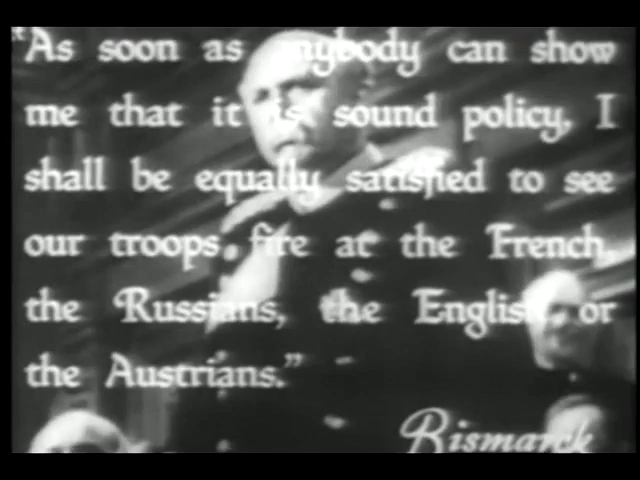 "As soon as anybody can show
me that it is sound policy, I
shall be equally satisfied to see
our troops fire at the French,
the Russians, the English or
the Austrians."
Bismarck